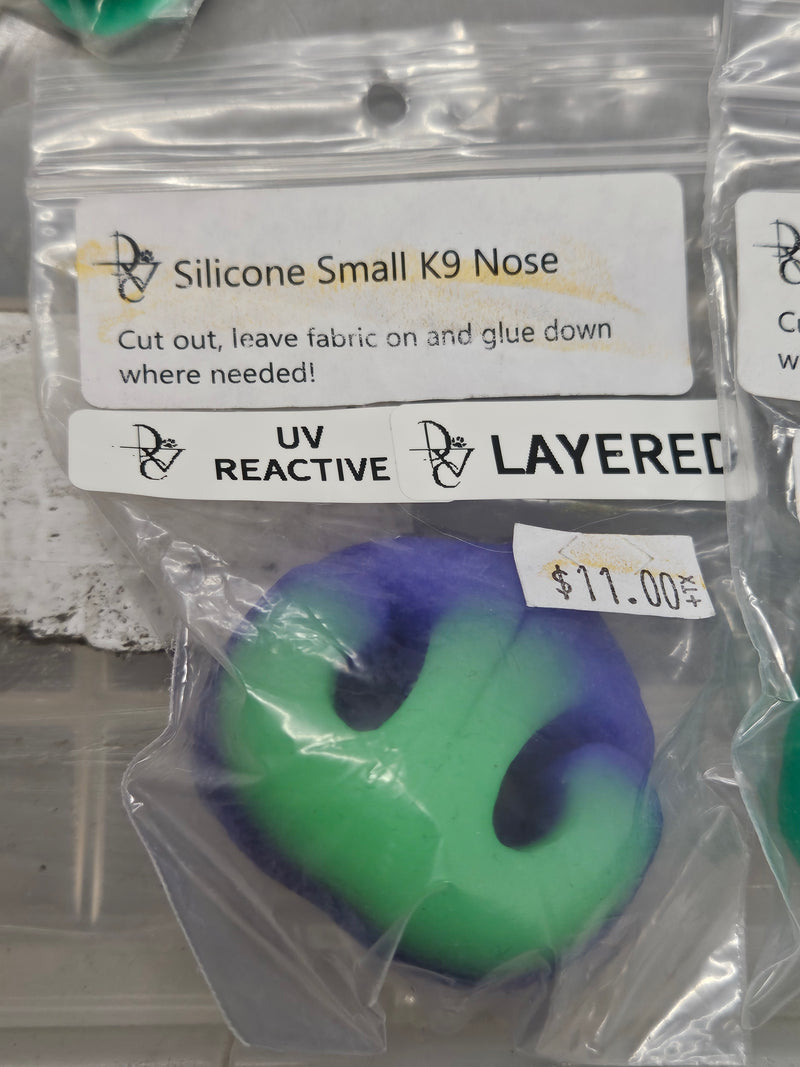 Silicone Small K9 Nose
Cut out, leave fabric on and glue down
where needed!
UV
REACTIVE
LAYERED
$11.00 +TX